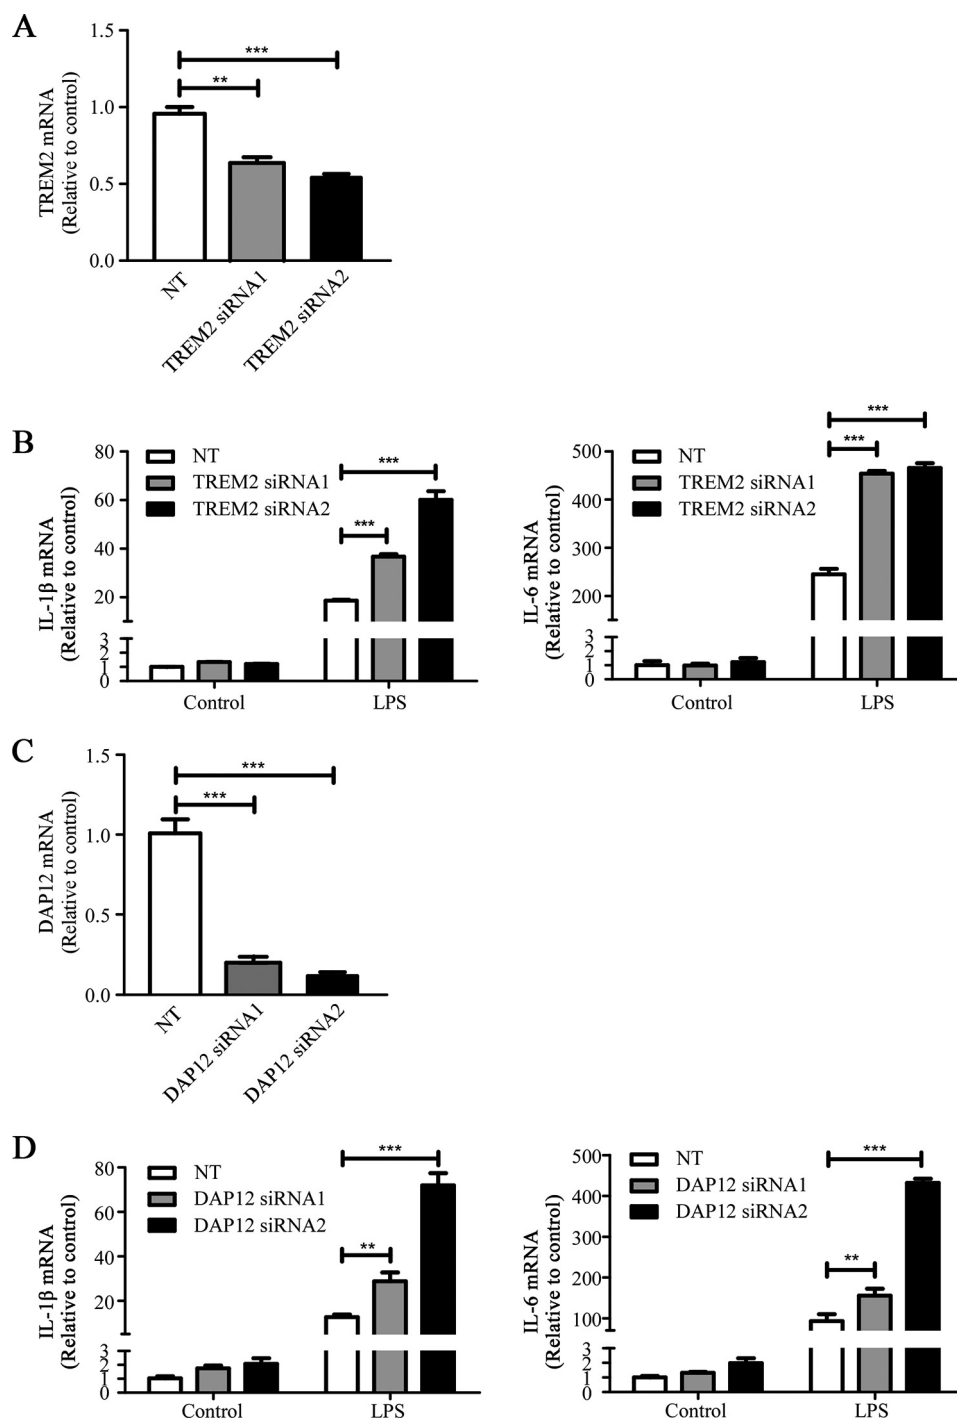 A
TREM2 mRNA
(Relative to control)
1.5
1.0
0.5
0.0
***
**
NT
TREM2 siRNA1
TREM2 siRNA2
B
IL-1β mRNA
(Relative to control)
80
60
40
20
3
2
1
0
NT
TREM2 siRNA1
TREM2 siRNA2
***
***
Control
LPS
IL-6 mRNA
(Relative to control)
500
400
300
200
3
2
1
0
NT
TREM2 siRNA1
TREM2 siRNA2
***
***
Control
LPS
C
DAP12 mRNA
(Relative to control)
1.5
1.0
0.5
0.0
***
***
NT
DAP12 siRNA1
DAP12 siRNA2
D
IL-1β mRNA
(Relative to control)
80
60
40
20
3
2
1
0
NT
DAP12 siRNA1
DAP12 siRNA2
***
**
Control
LPS
IL-6 mRNA
(Relative to control)
500
400
300
200
100
3
2
1
0
NT
DAP12 siRNA1
DAP12 siRNA2
***
**
Control
LPS